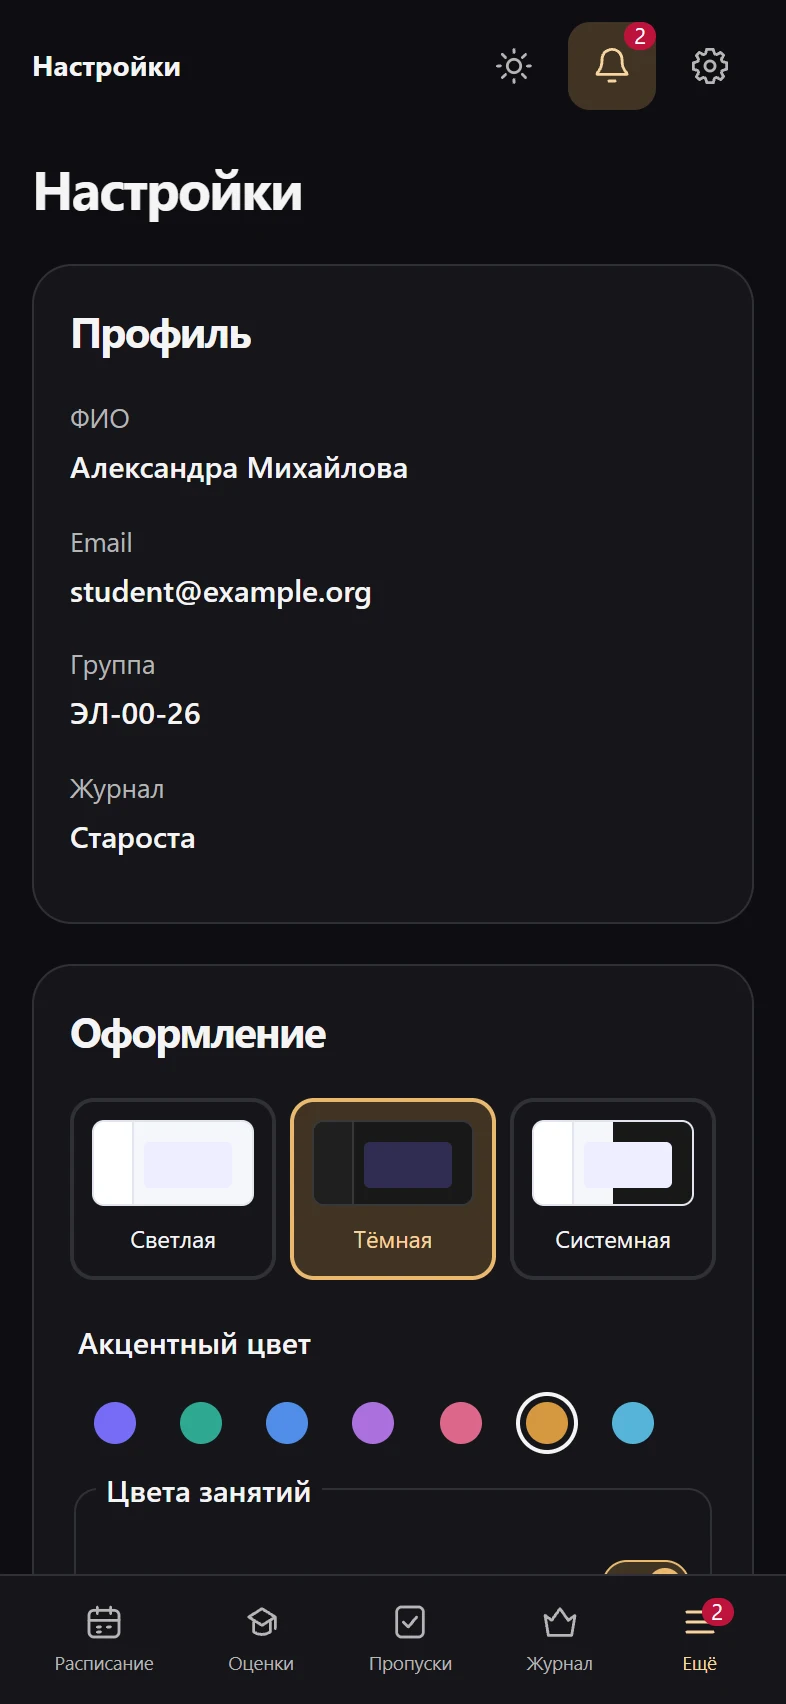 Настройки
2
Настройки
Профиль
ФИО
Александра Михайлова
Email
student@example.org
Группа
ЭЛ-00-26
Журнал
Староста
Оформление
Светлая
Тёмная
Системная
Акцентный цвет
Цвета занятий
2
Расписание
Оценки
Пропуски
Журнал
Ещё